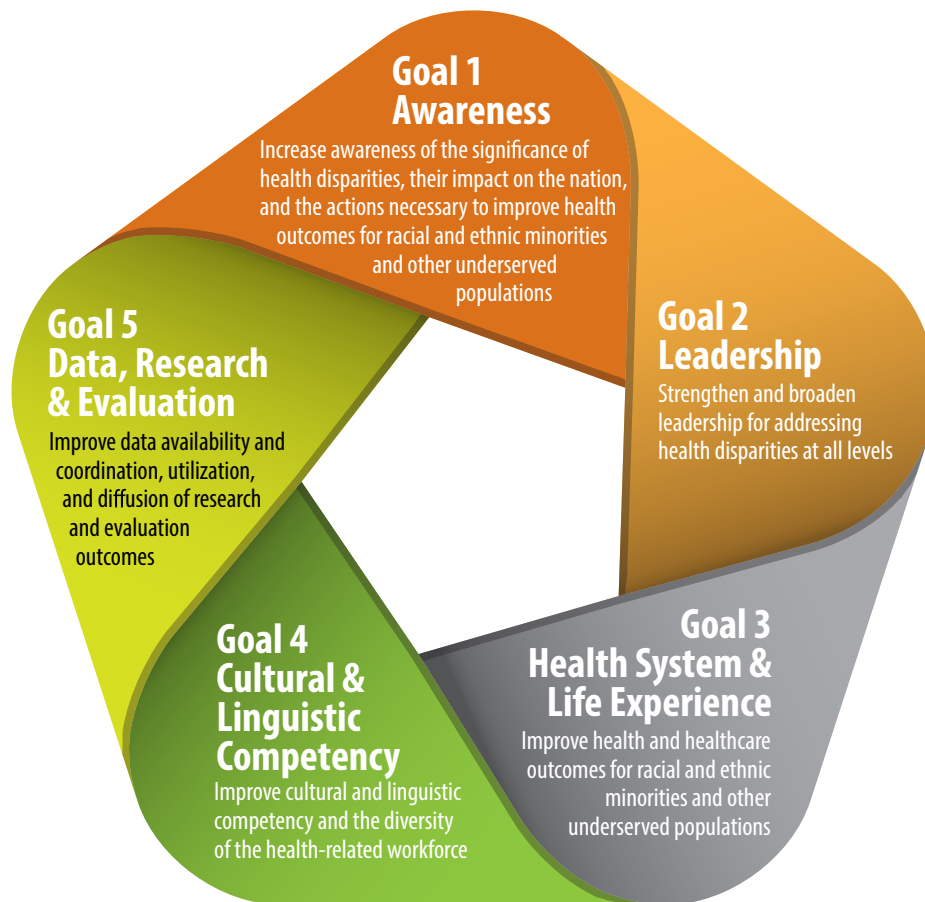 Goal 1
Awareness
Increase awareness of the significance of
health disparities, their impact on the nation,
and the actions necessary to improve health
outcomes for racial and ethnic minorities
and other underserved
populations
Goal 2
Leadership
Strengthen and broaden
leadership for addressing
health disparities at all levels
Goal 3
Health System &
Life Experience
Improve health and healthcare
outcomes for racial and ethnic
minorities and other
underserved populations
Goal 4
Cultural &
Linguistic
Competency
Improve cultural and linguistic
competency and the diversity
of the health-related workforce
Goal 5
Data, Research
& Evaluation
Improve data availability and
coordination, utilization,
and diffusion of research
and evaluation
outcomes